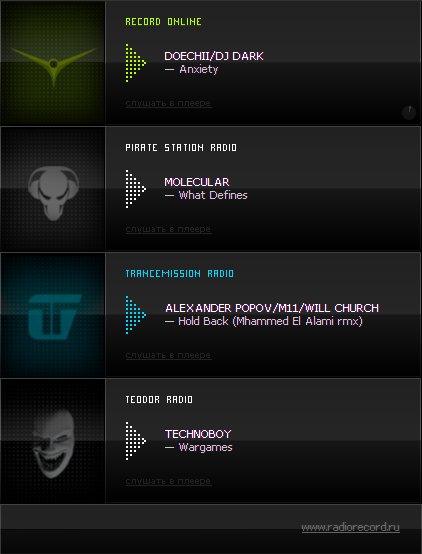 RECORD ONLINE
DOECHII/DJ DARK
— Anxiety
слушать в плеере
PIRATE STATION RADIO
MOLECULAR
— What Defines
слушать в плеере
TRANCEMISSION RADIO
ALEXANDER POPOV/M11/WILL CHURCH
— Hold Back (Mhammed El Alami rmx)
слушать в плеере
TEODOR RADIO
TECHNOBOY
— Wargames
слушать в плеере
www.radiorecord.ru